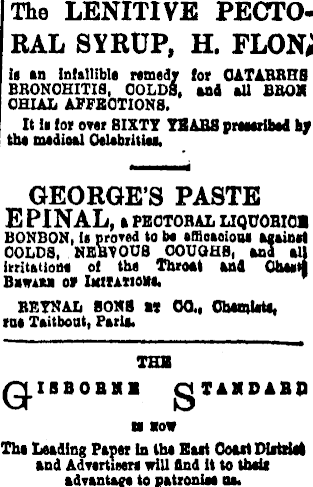 The LENITIVE PECTO-
RAL SYRUP, H. FLON,
is an infallible remedy for CATARRHS
BRONCHITIS, COLDS, and all BRON
CHIAL AFFECTIONS.
It is for over SIXTY YEARS prescribed by
the medical Celebrities.
GEORGE'S PASTE
EPINAL, a PECTORAL LIQUORICE
BONBON, is proved to be efficacious against
COLDS, NERVOUS COUGHS, and all
irritations of the Throat and Chest
BEWARE OF IMITATIONS.
REYNAL SONS ET CO., Chemists,
rue Taitbout, Paris.
THE
GISBORNE STANDARD
IS NOW
The Leading Paper in the East Coast District
and Advertisers will find it to their
advantage to patronise us.